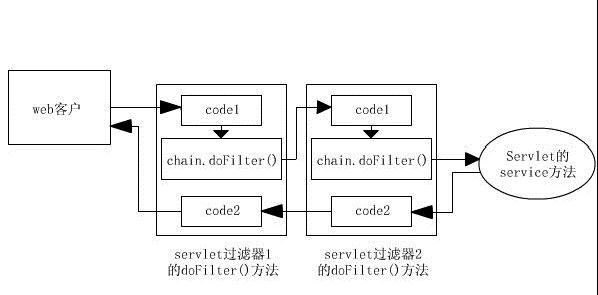 web客户
code1
chain.doFilter()
code2
servlet过滤器1
的doFilter()方法
code1
chain.doFilter()
code2
servlet过滤器2
的doFilter()方法
Servlet的
service方法